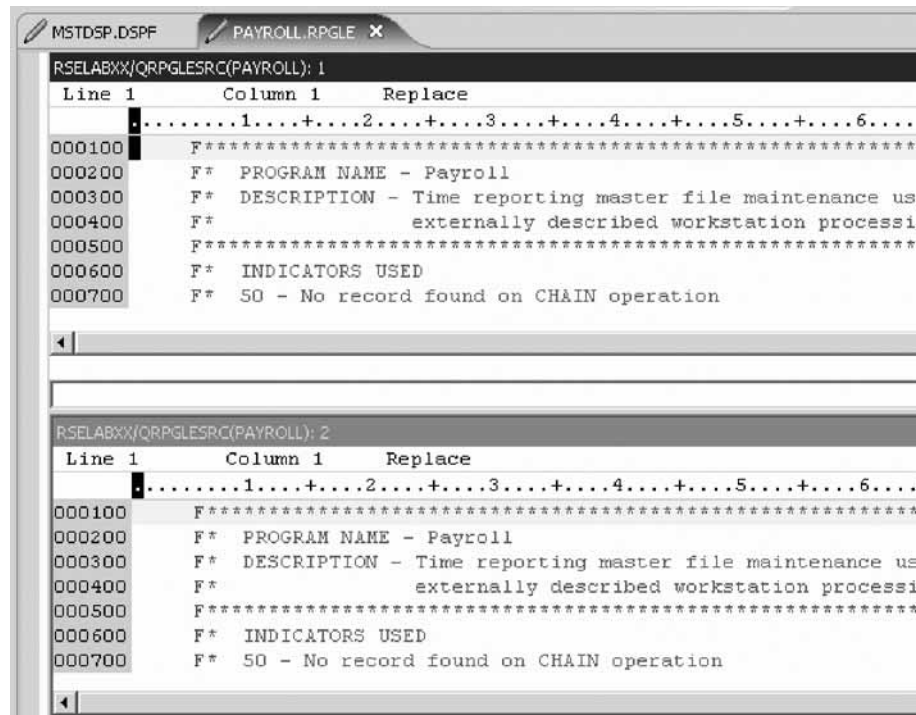 MSTDSP.DSPF PAYROLL.RPGLE X
RSELABXX/QRPGLESRC(PAYROLL): 1
Line 1 Column 1 Replace
.........1....+....2....+....3....+....4....+....5....+....6....
000100 F**********************************************************
000200 F* PROGRAM NAME - Payroll
000300 F* DESCRIPTION - Time reporting master file maintenance us
000400 F* externally described workstation processi
000500 F**********************************************************
000600 F* INDICATORS USED
000700 F* 50 - No record found on CHAIN operation
RSELABXX/QRPGLESRC(PAYROLL): 2
Line 1 Column 1 Replace
.........1....+....2....+....3....+....4....+....5....+....6....
000100 F**********************************************************
000200 F* PROGRAM NAME - Payroll
000300 F* DESCRIPTION - Time reporting master file maintenance us
000400 F* externally described workstation processi
000500 F**********************************************************
000600 F* INDICATORS USED
000700 F* 50 - No record found on CHAIN operation